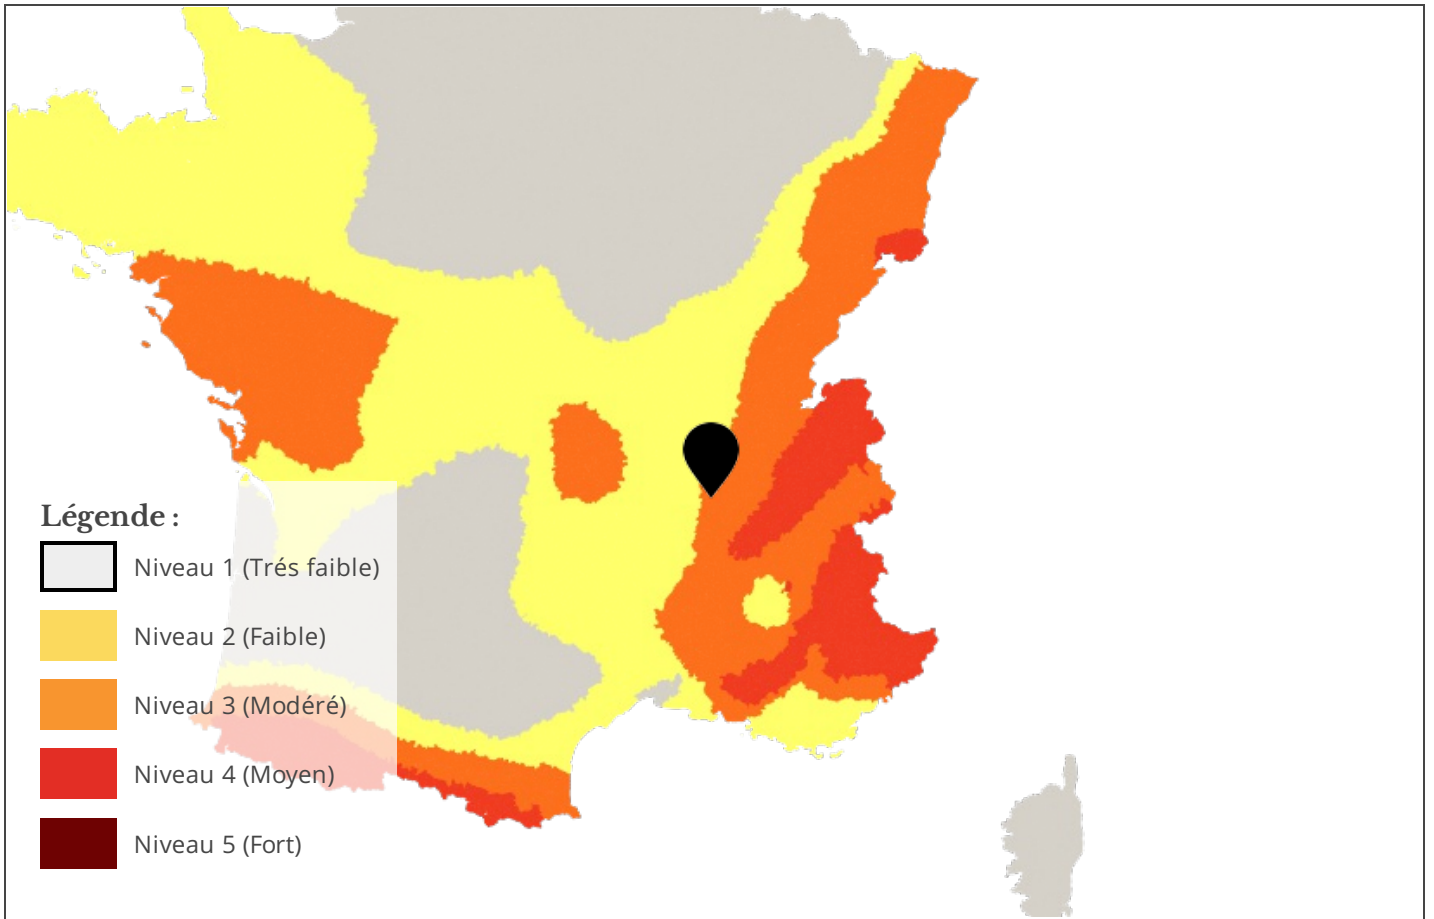 Légende :
Niveau 1 (Trés faible)
Niveau 2 (Faible)
Niveau 3 (Modéré)
Niveau 4 (Moyen)
Niveau 5 (Fort)